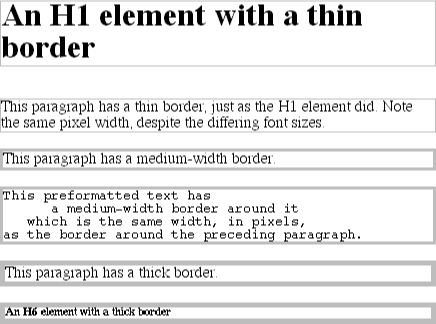 An H1 element with a thin
border
This paragraph has a thin border, just as the H1 element did. Note
the same pixel width, despite the differing font sizes.
This paragraph has a medium-width border.
This preformatted text has
a medium-width border around it
which is the same width, in pixels,
as the border around the preceding paragraph.
This paragraph has a thick border.
An H6 element with a thick border